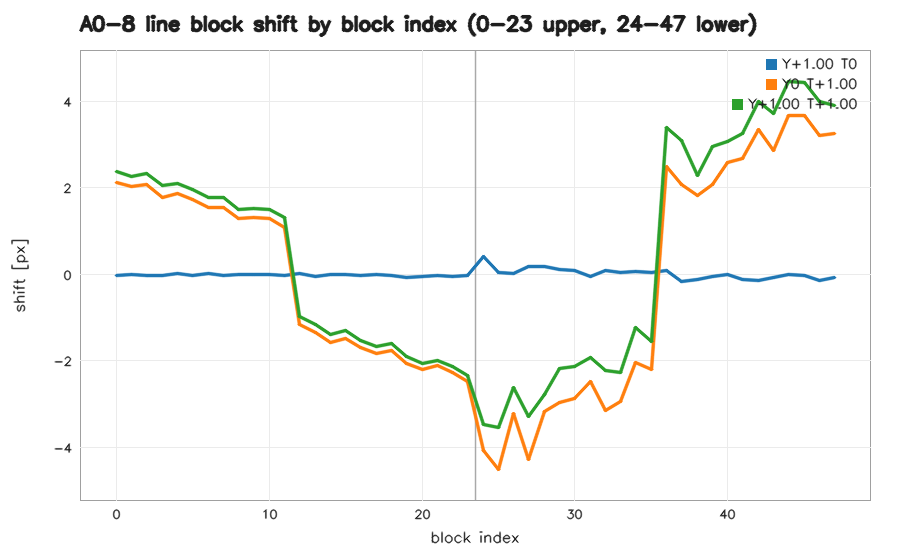 A0−8 line block shift by block index (0−23 upper, 24−47 lower)
Y+1.00 T0
Y0 T+1.00
Y+1.00 T+1.00
4
2
0
−2
−4
shift [px]
0 10 20 30 40
block index